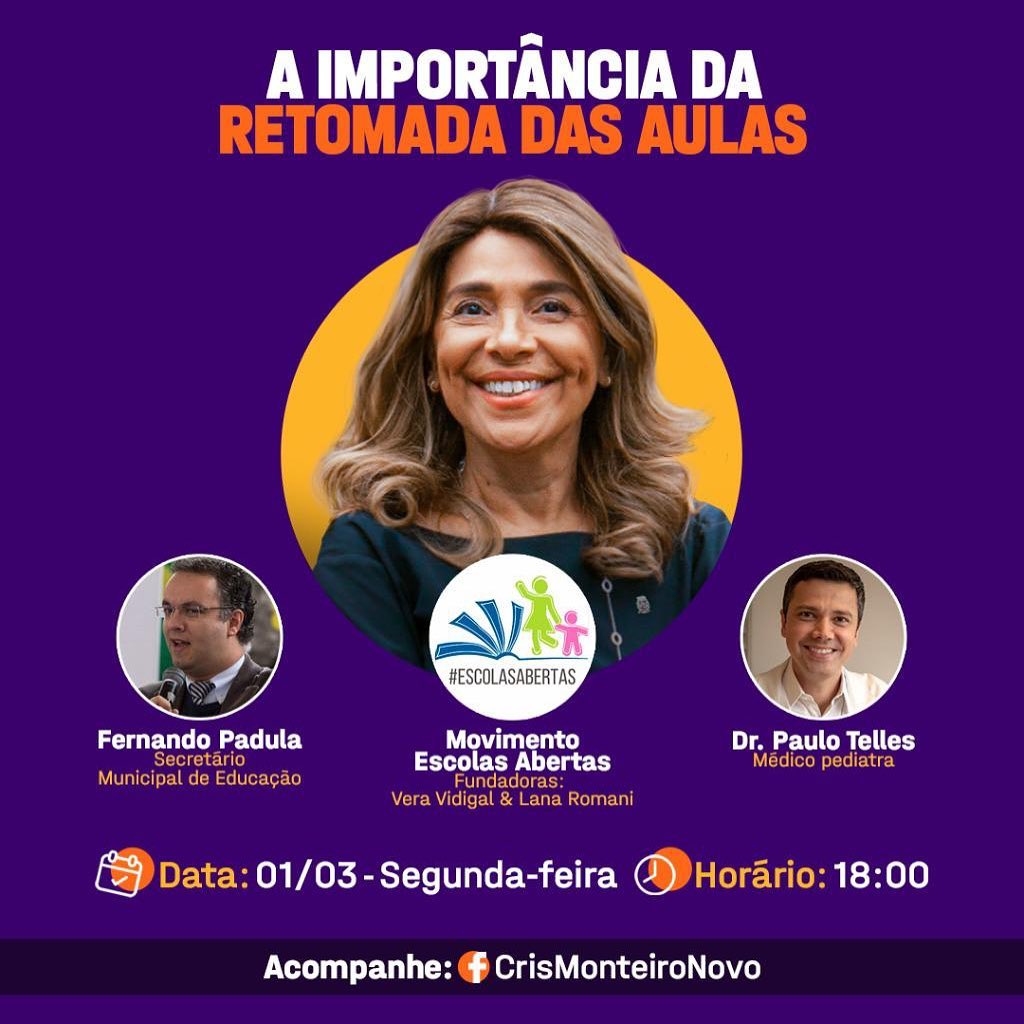 A IMPORTÂNCIA DA
RETOMADA DAS AULAS
#ESCOLASABERTAS
Fernando Padula
Secretário
Municipal de Educação
Movimento
Escolas Abertas
Fundadoras:
Vera Vidigal & Lana Romani
Dr. Paulo Telles
Médico pediatra
Data: 01/03 - Segunda-feira
Horário: 18:00
Acompanhe: CrisMonteiroNovo